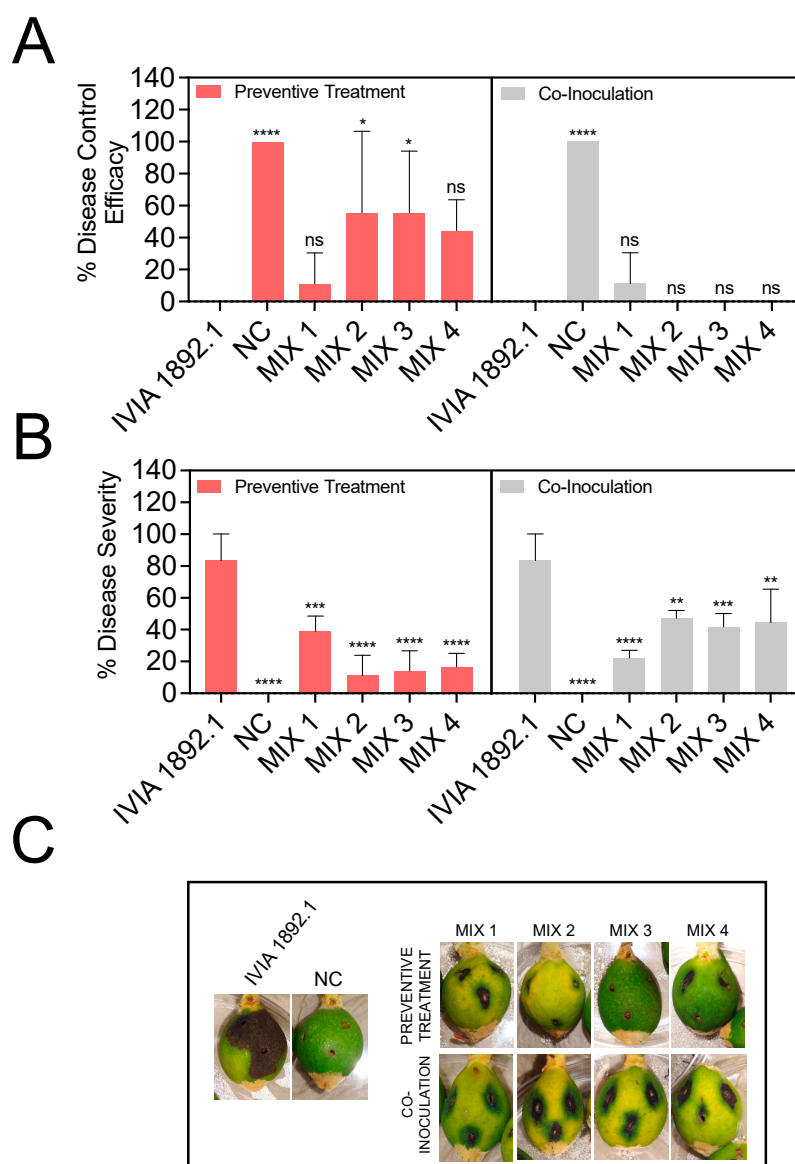 A
% Disease Control
Efficacy
140
120
100
80
60
40
20
0
Preventive Treatment
Co-Inoculation
****
ns
*
*
ns
****
ns
ns
ns
ns
IVIA 1892.1
NC
MIX 1
MIX 2
MIX 3
MIX 4
IVIA 1892.1
NC
MIX 1
MIX 2
MIX 3
MIX 4
B
% Disease Severity
140
120
100
80
60
40
20
0
Preventive Treatment
Co-Inoculation
****
***
****
****
****
****
****
**
***
**
IVIA 1892.1
NC
MIX 1
MIX 2
MIX 3
MIX 4
IVIA 1892.1
NC
MIX 1
MIX 2
MIX 3
MIX 4
C
IVIA 1892.1
NC
MIX 1
MIX 2
MIX 3
MIX 4
PREVENTIVE
TREATMENT
CO-
INOCULATION